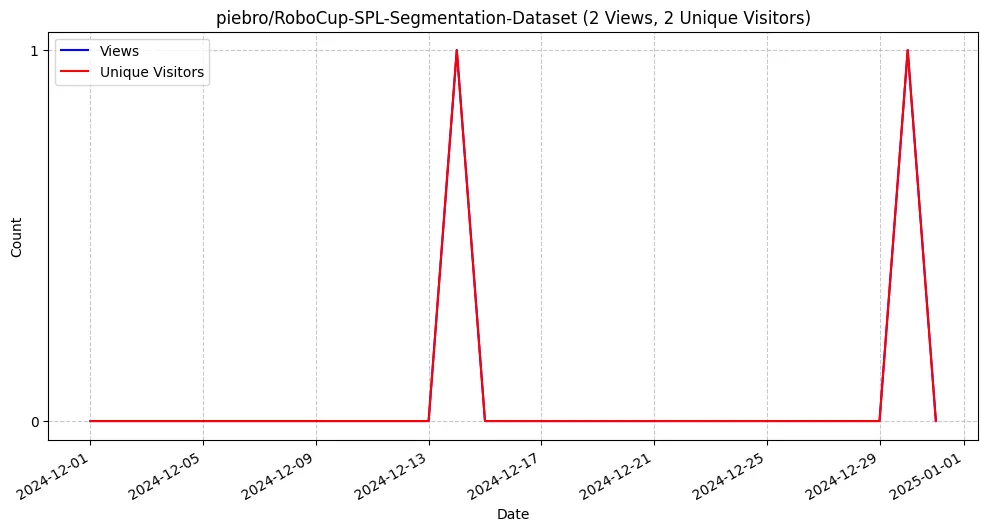 piebro/RoboCup-SPL-Segmentation-Dataset (2 Views, 2 Unique Visitors)
Views
Unique Visitors
1
0
Count
2024-12-01
2024-12-05
2024-12-09
2024-12-13
2024-12-17
2024-12-21
2024-12-25
2024-12-29
2025-01-01
Date